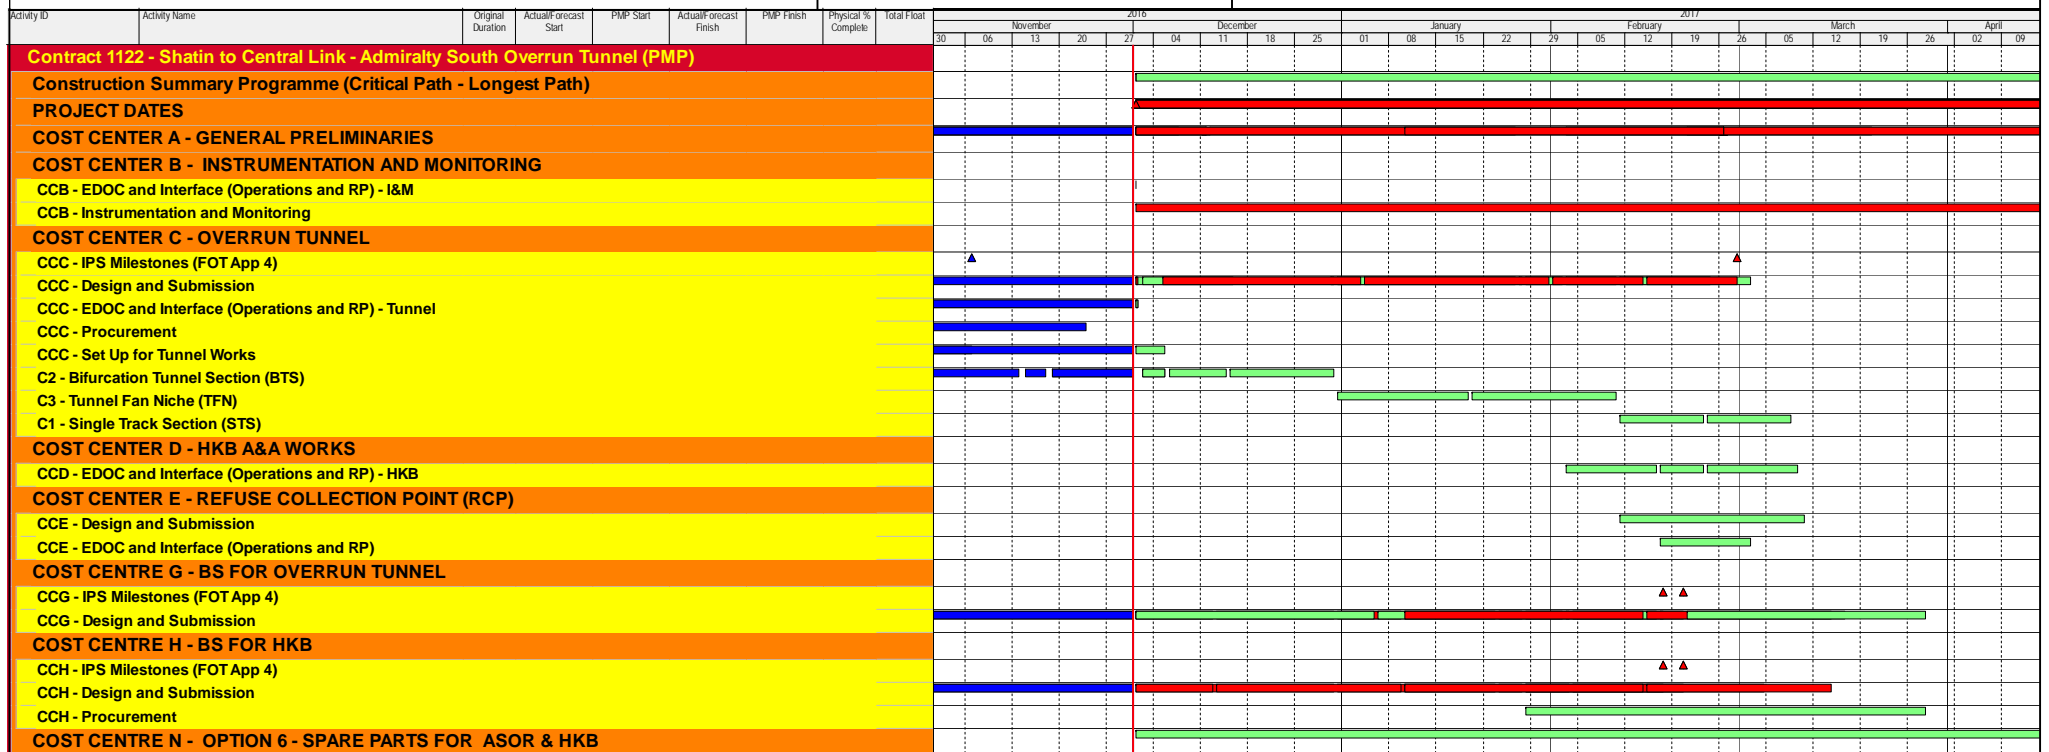 Activity ID Activity Name Original Duration Actual/Forecast Start PMP Start Actual/Forecast Finish PMP Finish Physical % Complete Total Float
2016 2017
November December January February March April
30 06 13 20 27 04 11 18 25 01 08 15 22 29 05 12 19 26 05 12 19 26 02 09
Contract 1122 - Shatin to Central Link - Admiralty South Overrun Tunnel (PMP)
Construction Summary Programme (Critical Path - Longest Path)
PROJECT DATES
COST CENTER A - GENERAL PRELIMINARIES
COST CENTER B - INSTRUMENTATION AND MONITORING
CCB - EDOC and Interface (Operations and RP) - I&M
CCB - Instrumentation and Monitoring
COST CENTER C - OVERRUN TUNNEL
CCC - IPS Milestones (FOT App 4)
CCC - Design and Submission
CCC - EDOC and Interface (Operations and RP) - Tunnel
CCC - Procurement
CCC - Set Up for Tunnel Works
C2 - Bifurcation Tunnel Section (BTS)
C3 - Tunnel Fan Niche (TFN)
C1 - Single Track Section (STS)
COST CENTER D - HKB A&A WORKS
CCD - EDOC and Interface (Operations and RP) - HKB
COST CENTER E - REFUSE COLLECTION POINT (RCP)
CCE - Design and Submission
CCE - EDOC and Interface (Operations and RP)
COST CENTRE G - BS FOR OVERRUN TUNNEL
CCG - IPS Milestones (FOT App 4)
CCG - Design and Submission
COST CENTRE H - BS FOR HKB
CCH - IPS Milestones (FOT App 4)
CCH - Design and Submission
CCH - Procurement
COST CENTRE N - OPTION 6 - SPARE PARTS FOR ASOR & HKB